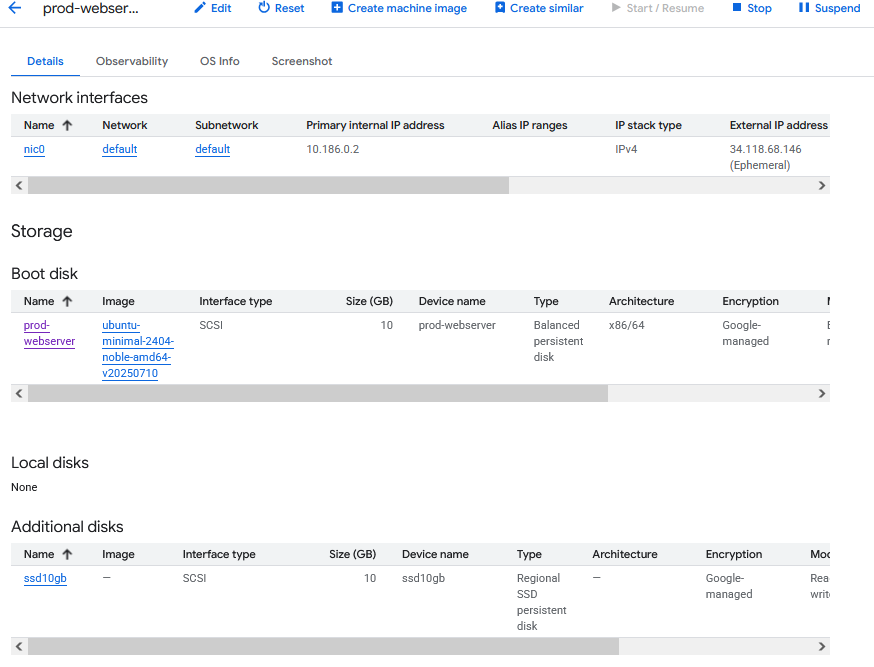 prod-webser... Edit Reset Create machine image Create similar Start / Resume Stop Suspend
Details Observability OS Info Screenshot
Network interfaces
Name Network Subnetwork Primary internal IP address Alias IP ranges IP stack type External IP address
nic0 default default 10.186.0.2 IPv4 34.118.68.146
(Ephemeral)
Storage
Boot disk
Name Image Interface type Size (GB) Device name Type Architecture Encryption
prod- ubuntu- SCSI 10 prod-webserver Balanced x86/64 Google-
webserver minimal-2404- persistent managed
noble-amd64- disk
v20250710
Local disks
None
Additional disks
Name Image Interface type Size (GB) Device name Type Architecture Encryption Moc
ssd10gb — SCSI 10 ssd10gb Regional — Google- Rea
SSD managed writ
persistent
disk